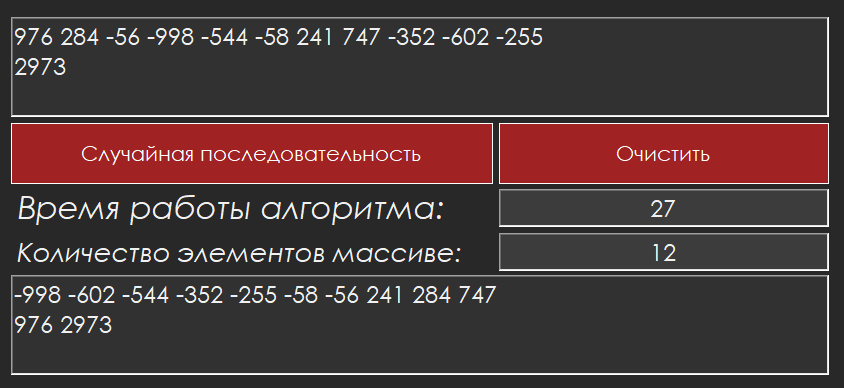 976 284 -56 -998 -544 -58 241 747 -352 -602 -255
2973
Случайная последовательность
Очистить
Время работы алгоритма:
27
Количество элементов массиве:
12
-998 -602 -544 -352 -255 -58 -56 241 284 747
976 2973